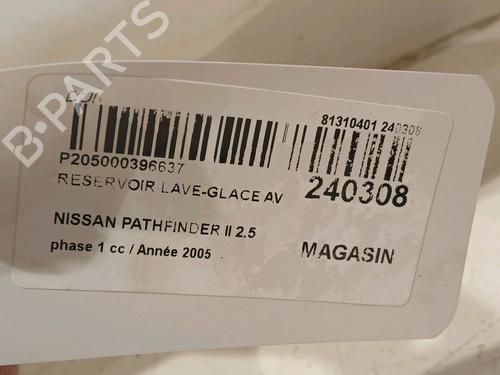 B-PARTS
81310401 240308
P205000396637
RESERVOIR LAVE-GLACE AV
240308
NISSAN PATHFINDER II 2.5
phase 1 cc / Année 2005
MAGASIN